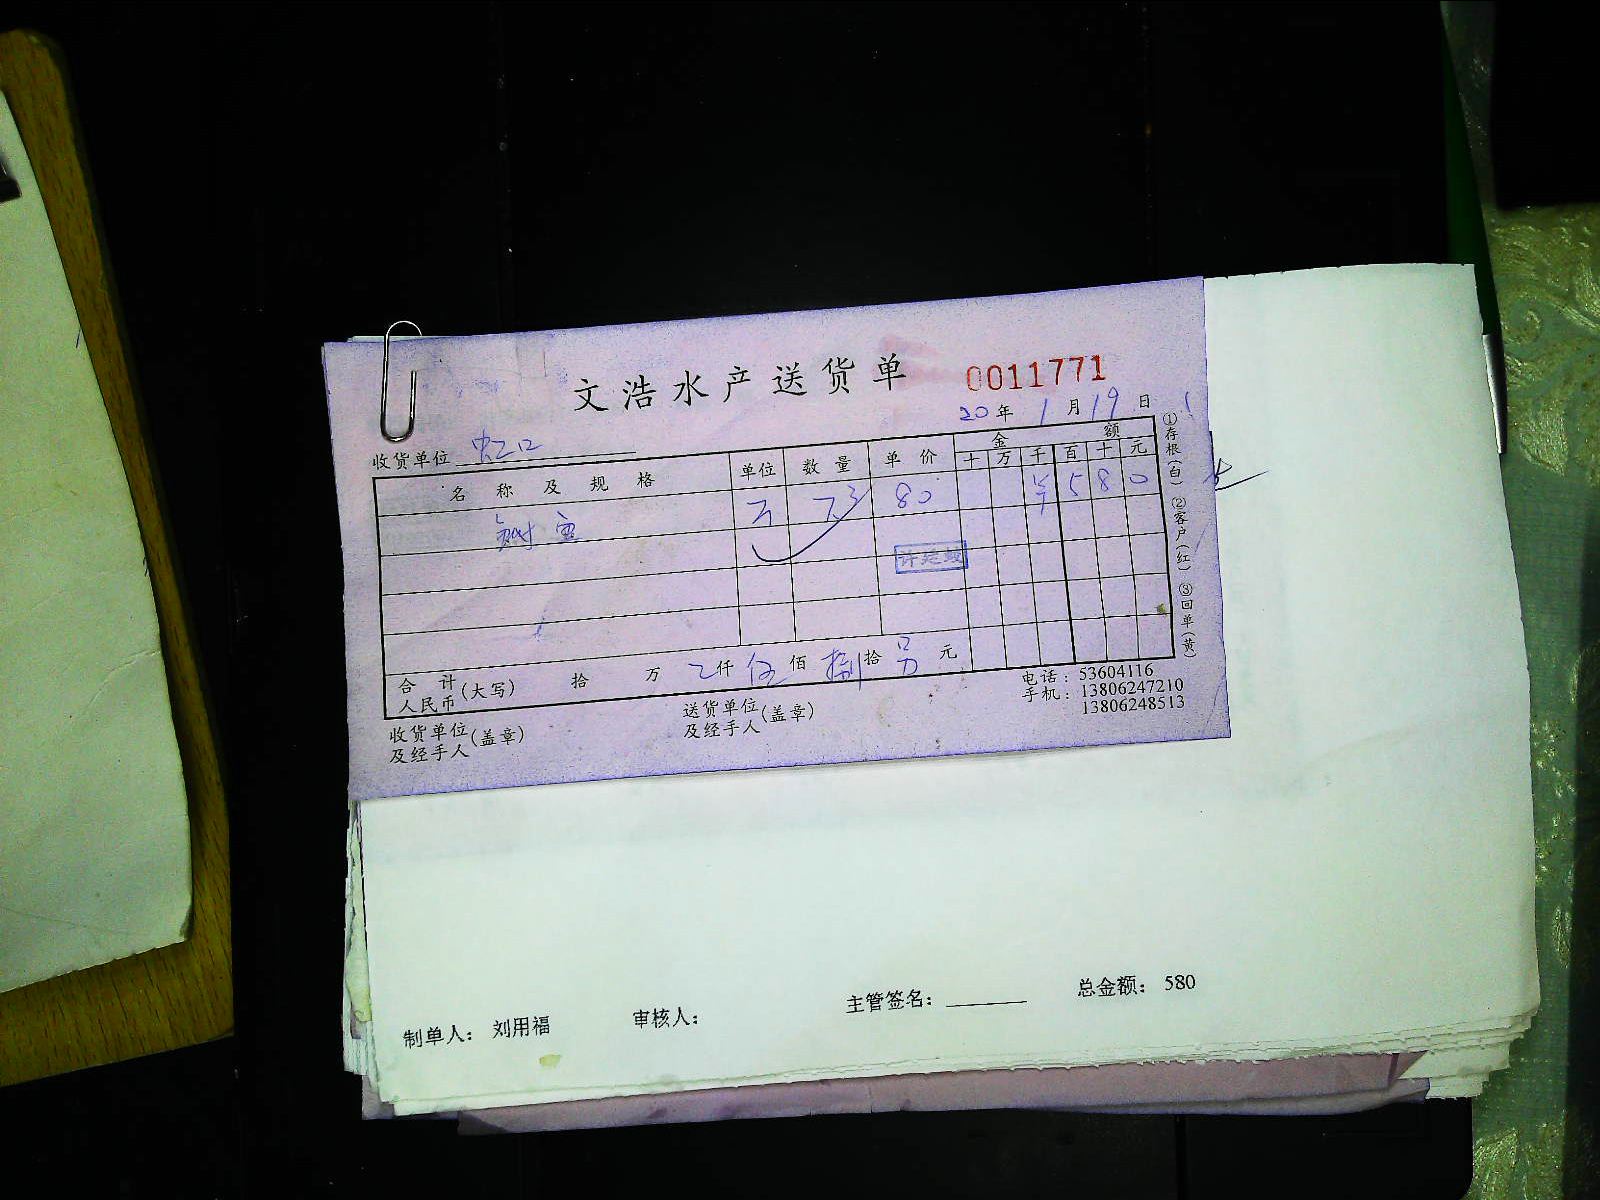 文浩水产送货单 0011771
20年1月19日
收货单位 虹口
名称及规格 单位 数量 单价 金额
十 万 千 百 十 元
鲥鱼 80 ¥ 5 8 0
合计人民币(大写) 拾 万 仟 伍佰 捌拾 元
收货单位及经手人(盖章) 送货单位及经手人(盖章)
电话：53604116
手机：13806247210
13806248513
①存根(白) ②客户(红) ③回单(黄)
制单人： 刘用福 审核人： 主管签名： 总金额： 580